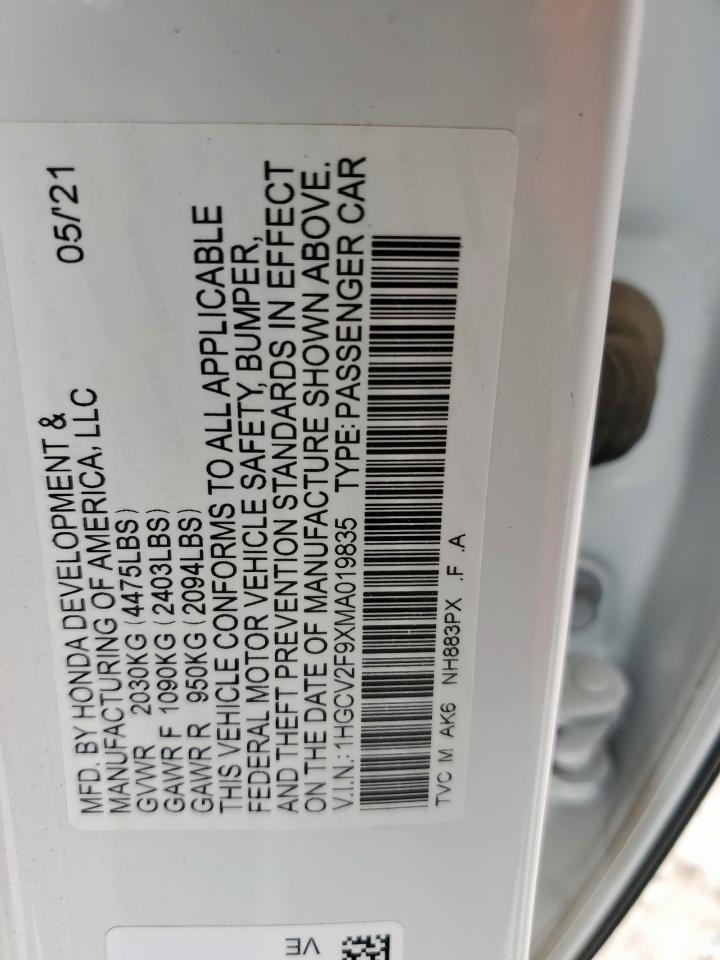 MFD. BY HONDA DEVELOPMENT & 05/'21
MANUFACTURING OF AMERICA, LLC
GVWR 2030KG (4475LBS)
GAWR F 1090KG (2403LBS)
GAWR R 950KG (2094LBS)
THIS VEHICLE CONFORMS TO ALL APPLICABLE
FEDERAL MOTOR VEHICLE SAFETY, BUMPER,
AND THEFT PREVENTION STANDARDS IN EFFECT
ON THE DATE OF MANUFACTURE SHOWN ABOVE.
V.I.N.: 1HGCV2F9XMA019835 TYPE: PASSENGER CAR
TVC M AK6 NH883PX .F .A
VE